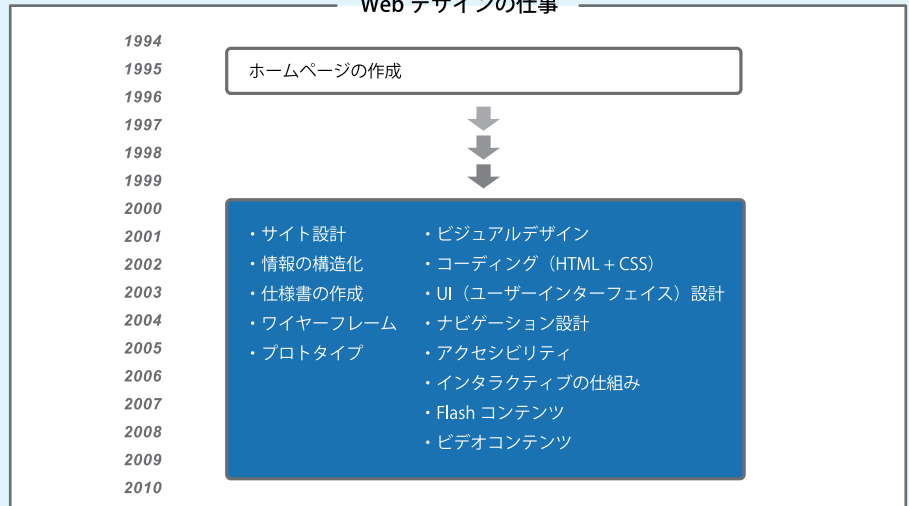 Web デザインの仕事
1994
1995
1996
1997
1998
1999
2000
2001
2002
2003
2004
2005
2006
2007
2008
2009
2010
ホームページの作成
・サイト設計
・情報の構造化
・仕様書の作成
・ワイヤーフレーム
・プロトタイプ
・ビジュアルデザイン
・コーディング（HTML + CSS）
・UI（ユーザーインターフェイス）設計
・ナビゲーション設計
・アクセシビリティ
・インタラクティブの仕組み
・Flash コンテンツ
・ビデオコンテンツ